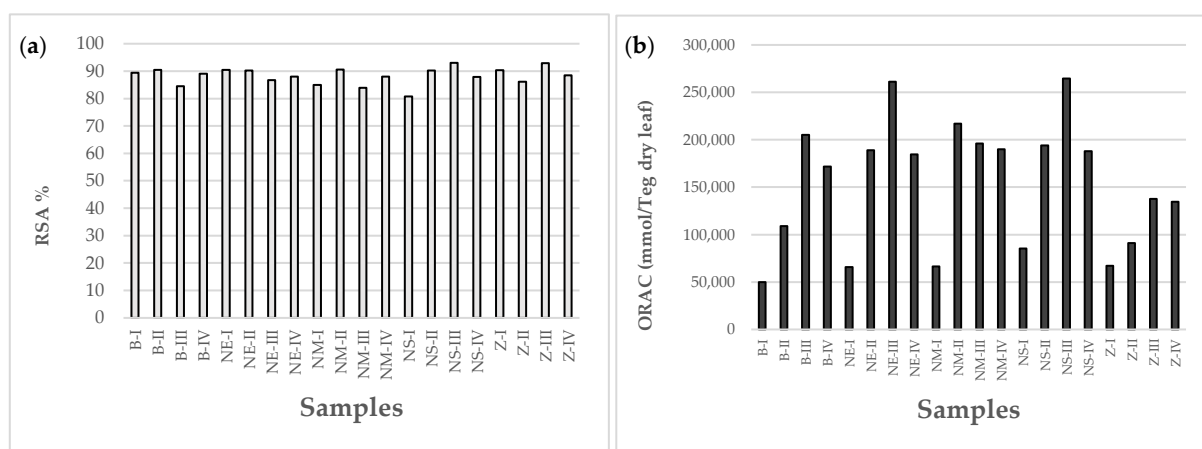 (a)
RSA %
100
90
80
70
60
50
40
30
20
10
0
B-I
B-II
B-III
B-IV
NE-I
NE-II
NE-III
NE-IV
NM-I
NM-II
NM-III
NM-IV
NS-I
NS-II
NS-III
NS-IV
Z-I
Z-II
Z-III
Z-IV
Samples
(b)
ORAC (mmol/Teg dry leaf)
300,000
250,000
200,000
150,000
100,000
50,000
0
B-I
B-II
B-III
B-IV
NE-I
NE-II
NE-III
NE-IV
NM-I
NM-II
NM-III
NM-IV
NS-I
NS-II
NS-III
NS-IV
Z-I
Z-II
Z-III
Z-IV
Samples